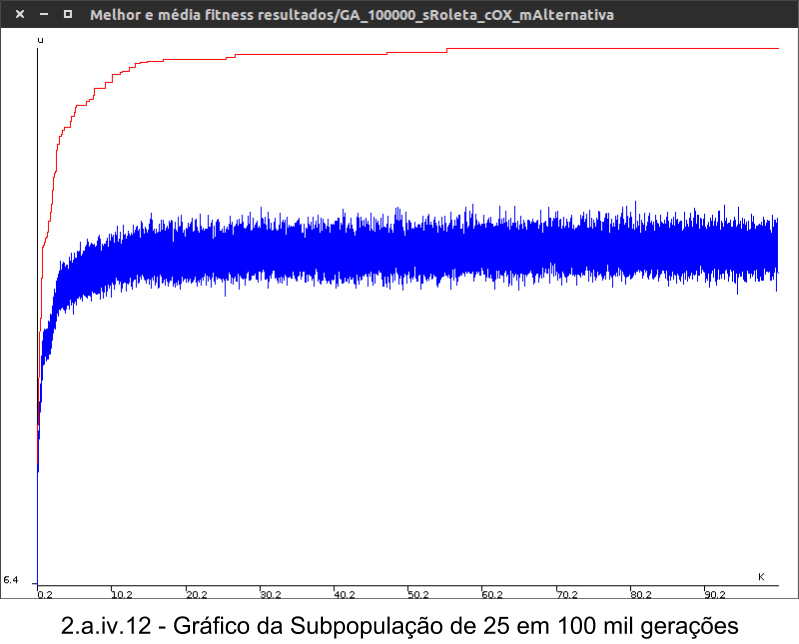 Melhor e média fitness resultados/GA_100000_sRoleta_cOX_mAlternativa
u
6.4
K
0.2 10.2 20.2 30.2 40.2 50.2 60.2 70.2 80.2 90.2
2.a.iv.12 - Gráfico da Subpopulação de 25 em 100 mil gerações